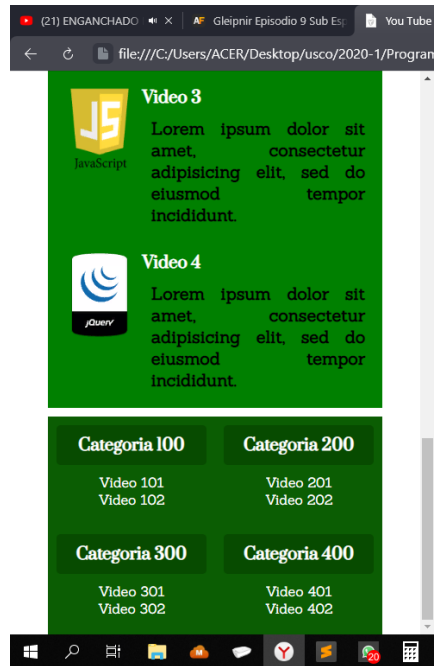 (21) ENGANCHADO
AF Gleipnir Episodio 9 Sub Esp
You Tube
file:///C:/Users/ACER/Desktop/usco/2020-1/Program
JS
JavaScript
Video 3
Lorem ipsum dolor sit
amet, consectetur
adipisicing elit, sed do
eiusmod tempor
incididunt.
jQuery
Video 4
Lorem ipsum dolor sit
amet, consectetur
adipisicing elit, sed do
eiusmod tempor
incididunt.
Categoria 100
Video 101
Video 102
Categoria 200
Video 201
Video 202
Categoria 300
Video 301
Video 302
Categoria 400
Video 401
Video 402
20